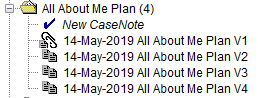 All About Me Plan (4)
New CaseNote
14-May-2019 All About Me Plan V1
14-May-2019 All About Me Plan V2
14-May-2019 All About Me Plan V3
14-May-2019 All About Me Plan V4